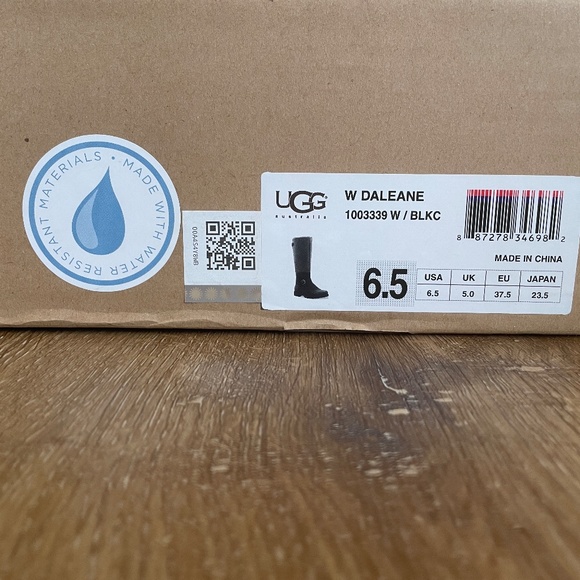 MADE WITH WATER RESISTANT MATERIALS •
UGG
australia
W DALEANE
1003339 W / BLKC
8 87278 34698 2
MADE IN CHINA
6.5
USA UK EU JAPAN
6.5 5.0 37.5 23.5